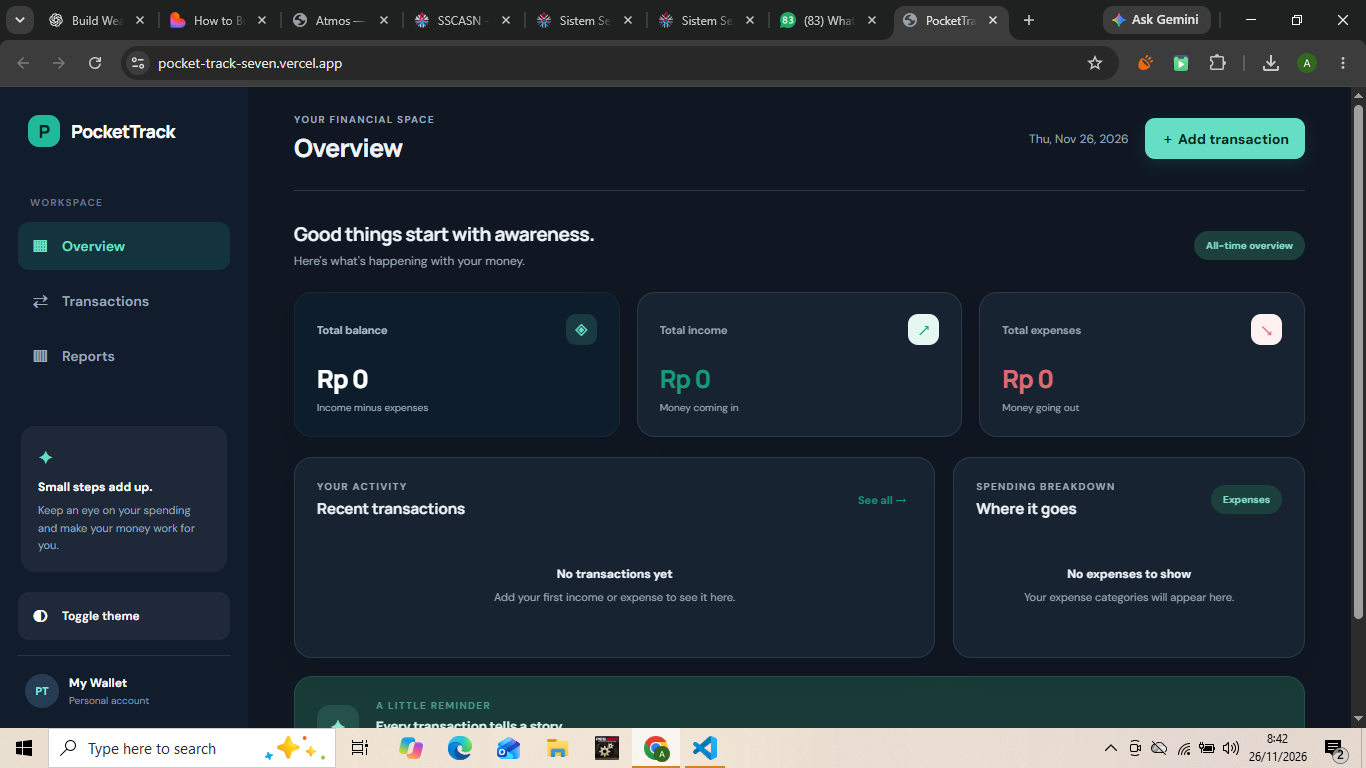 Build Wea
How to B
Atmos —
SSCASN -
Sistem Se
Sistem Se
83
(83) What
PocketTra
Ask Gemini
pocket-track-seven.vercel.app
A
P
PocketTrack
WORKSPACE
Overview
Transactions
Reports
Small steps add up.
Keep an eye on your spending
and make your money work for
you.
Toggle theme
PT
My Wallet
Personal account
YOUR FINANCIAL SPACE
Overview
Thu, Nov 26, 2026
+ Add transaction
Good things start with awareness.
Here's what's happening with your money.
All-time overview
Total balance
Rp 0
Income minus expenses
Total income
Rp 0
Money coming in
Total expenses
Rp 0
Money going out
YOUR ACTIVITY
Recent transactions
See all →
No transactions yet
Add your first income or expense to see it here.
SPENDING BREAKDOWN
Where it goes
Expenses
No expenses to show
Your expense categories will appear here.
A LITTLE REMINDER
Every transaction tells a story
Type here to search
A
8:42
26/11/2026
2